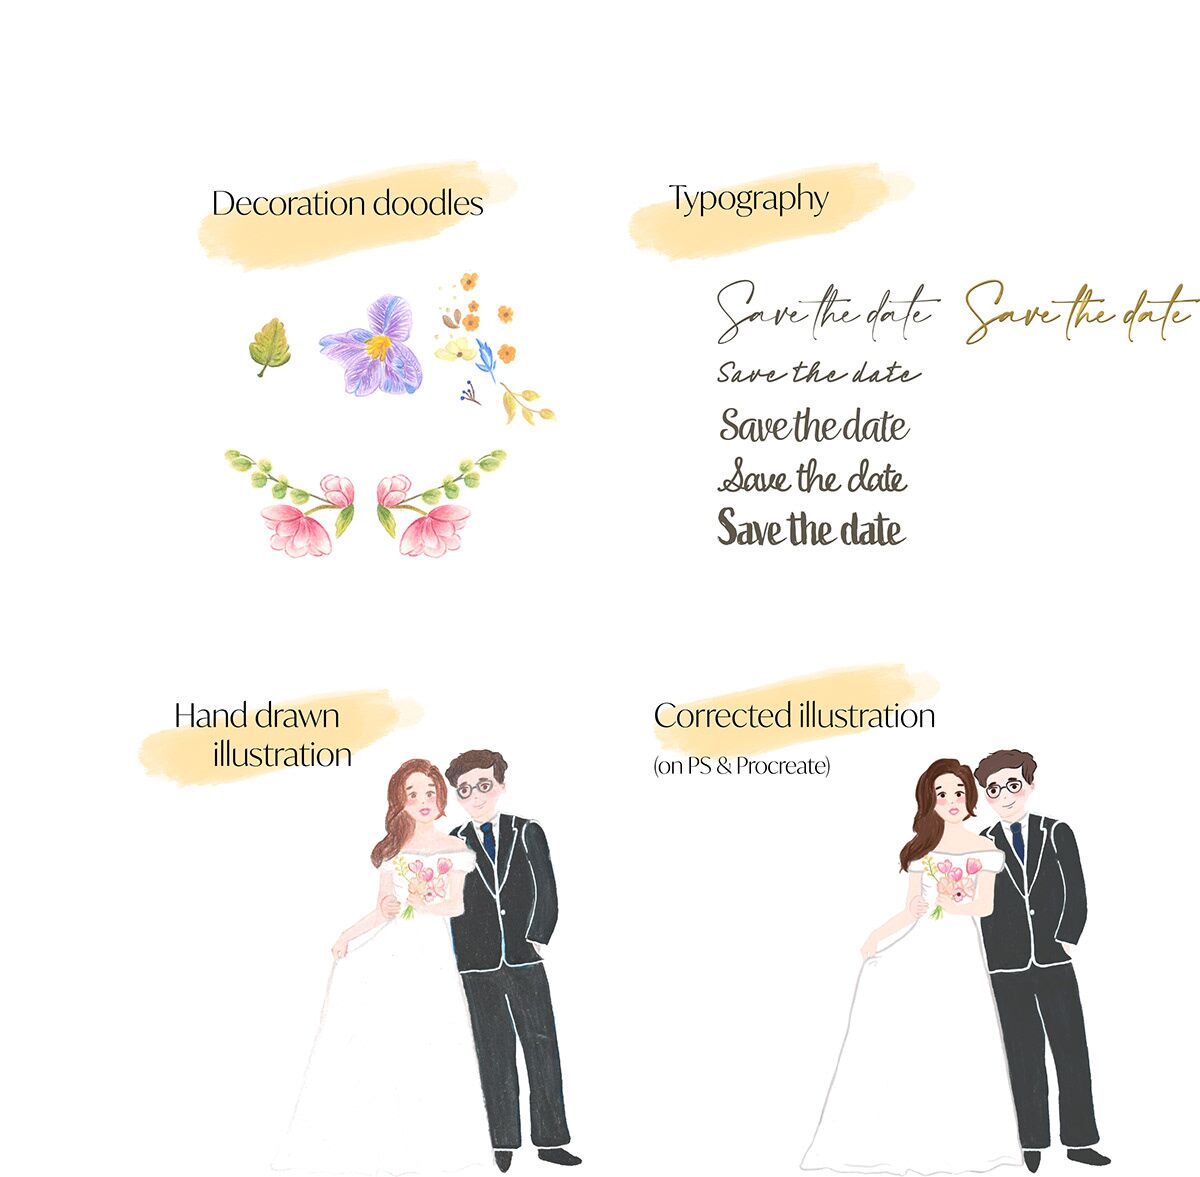 Decoration doodles
Typography
Save the date
Save the date
Save the date
Save the date
Save the date
Save the date
Hand drawn
illustration
Corrected illustration
(on PS & Procreate)